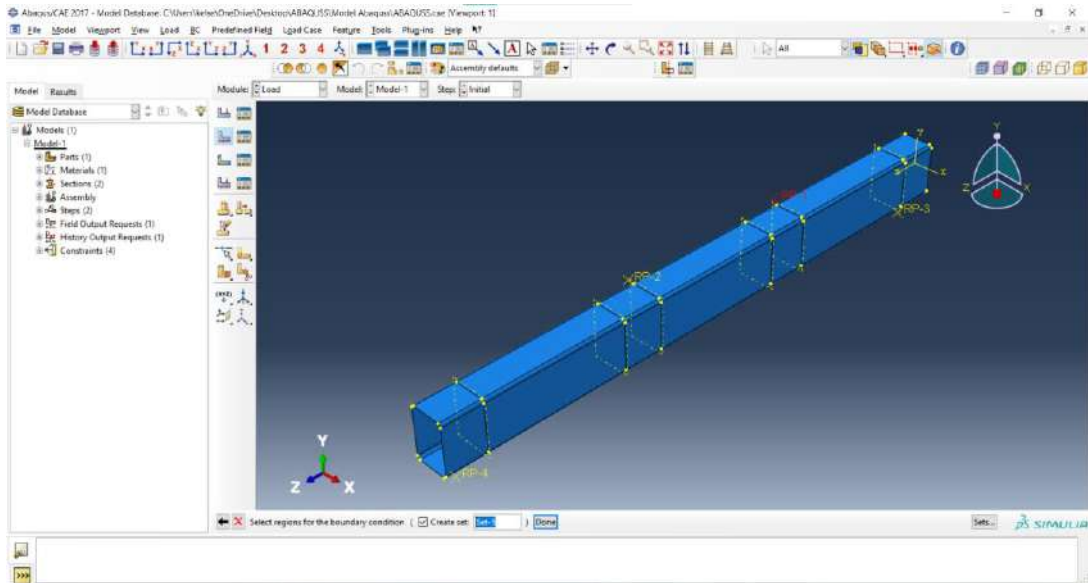 Abaqus/CAE 2017 - Model Database: C:\Users\kelse\OneDrive\Desktop\ABAQUSS\Model Abaquss\ABAQUSS.cae [Viewport: 1]
File Model Viewport View Load BC Predefined Field Load Case Feature Tools Plug-ins Help
1 2 3 4 A All
Assembly defaults
Model Results
Module: Load Model: Model-1 Step: Initial
Model Database
Models (1)
Model-1
Parts (1)
Materials (1)
Sections (2)
Assembly
Steps (2)
Field Output Requests (1)
History Output Requests (1)
Constraints (4)
(XYZ)
Y
Z X
RP-3
RP-2
RP-4
Y
Z X
Select regions for the boundary condition ( Create set: ) Done
Sets...
SIMULIA
>>>